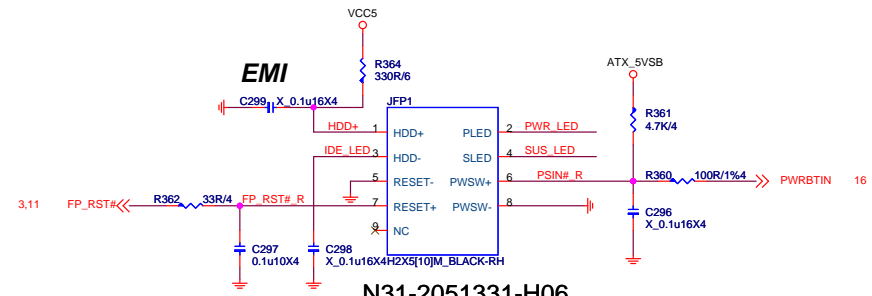 VCC5
R364
330R/6
EMI
C299 X_0.1u16X4
ATX_5VSB
R361
4.7K/4
JFP1
HDD+ 1 HDD+ PLED 2 PWR_LED
IDE_LED 3 HDD- SLED 4 SUS_LED
5 RESET- PWSW+ 6 PSIN#_R R360 100R/1%4 PWRBTIN 16
3,11 FP_RST# R362 33R/4 FP_RST#_R 7 RESET+ PWSW- 8
9 NC
C296
X_0.1u16X4
C297
0.1u10X4
C298
X_0.1u16X4
H2X5[10]M_BLACK-RH
N31-2051331-H06